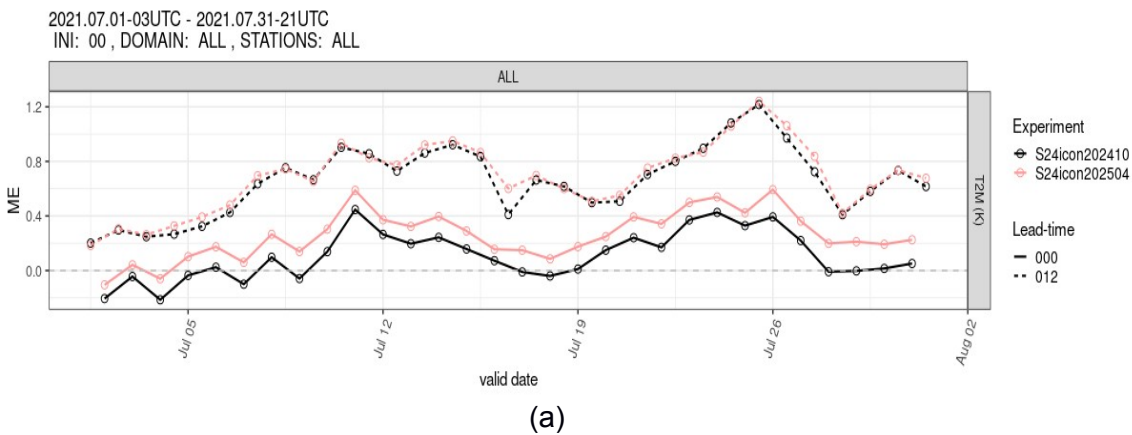 2021.07.01-03UTC - 2021.07.31-21UTC
INI: 00 , DOMAIN: ALL , STATIONS: ALL
ALL
1.2
0.8
0.4
0.0
ME
T2M (K)
Jul 05
Jul 12
Jul 19
Jul 26
Aug 02
valid date
Experiment
S24icon202410
S24icon202504
Lead-time
000
012
(a)